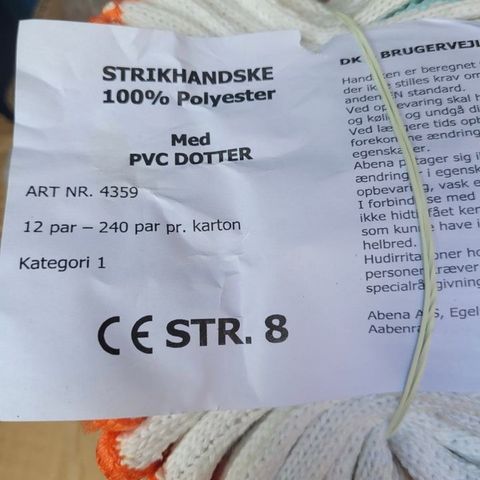 STRIKHANDSKE
100% Polyester
Med
PVC DOTTER
ART NR. 4359
12 par – 240 par pr. karton
Kategori 1
CE STR. 8
DK BRUGERVEJL
er beregnet
der ikke stilles krav om
anden EN standard.
Ved opbevaring skal
og kølig og undgå di
Ved længere tids opb
forekomme ændring
egenskaber.
Abena påtager sig i
ændringer i egensk
opbevaring, vask e
I forbindelse med
ikke hidtil fået ken
som kunne have i
helbred.
Hudirritationer
personer kræver
specialrådgivning
Abena A/S, Egel
Aabenra